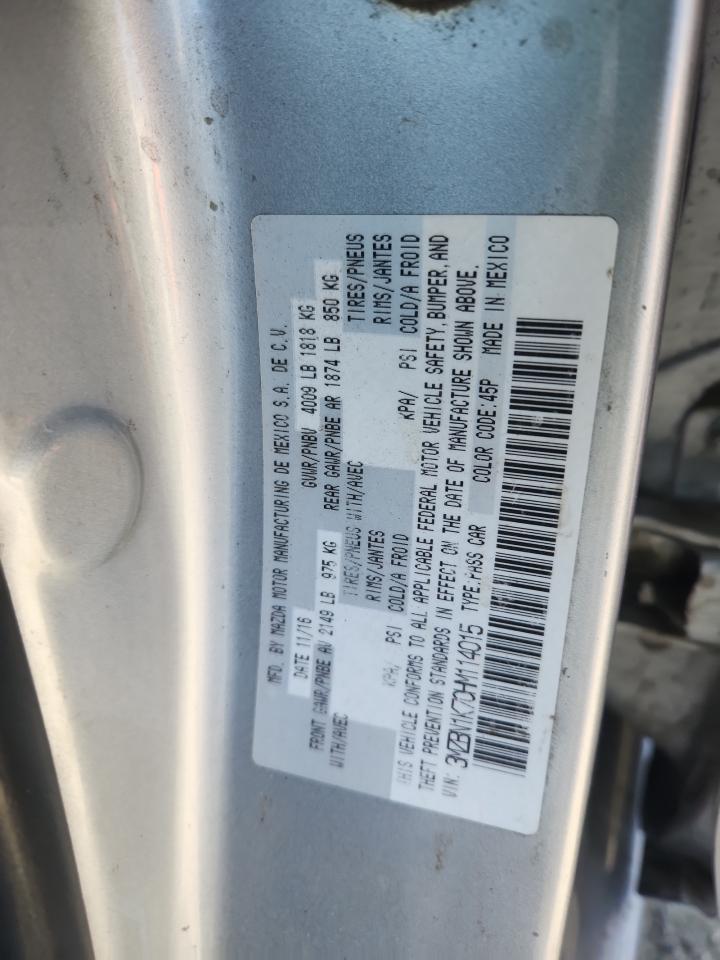 MFD. BY MAZDA MOTOR MANUFACTURING DE MEXICO S.A. DE C.V.
DATE 11/16 GVWR/PNBV 4009 LB 1818 KG
FRONT GAWR/PNBE AV 2149 LB 975 KG REAR GAWR/PNBE AR 1874 LB 850 KG
WITH/AVEC TIRES/PNEUS WITH/AVEC TIRES/PNEUS
RIMS/JANTES RIMS/JANTES
KPA/ PSI COLD/A FROID KPA/ PSI COLD/A FROID
THIS VEHICLE CONFORMS TO ALL APPLICABLE FEDERAL MOTOR VEHICLE SAFETY, BUMPER, AND
THEFT PREVENTION STANDARDS IN EFFECT ON THE DATE OF MANUFACTURE SHOWN ABOVE.
VIN: 3MZBN1K70HM114015 TYPE:PASS CAR COLOR CODE:45P MADE IN MEXICO